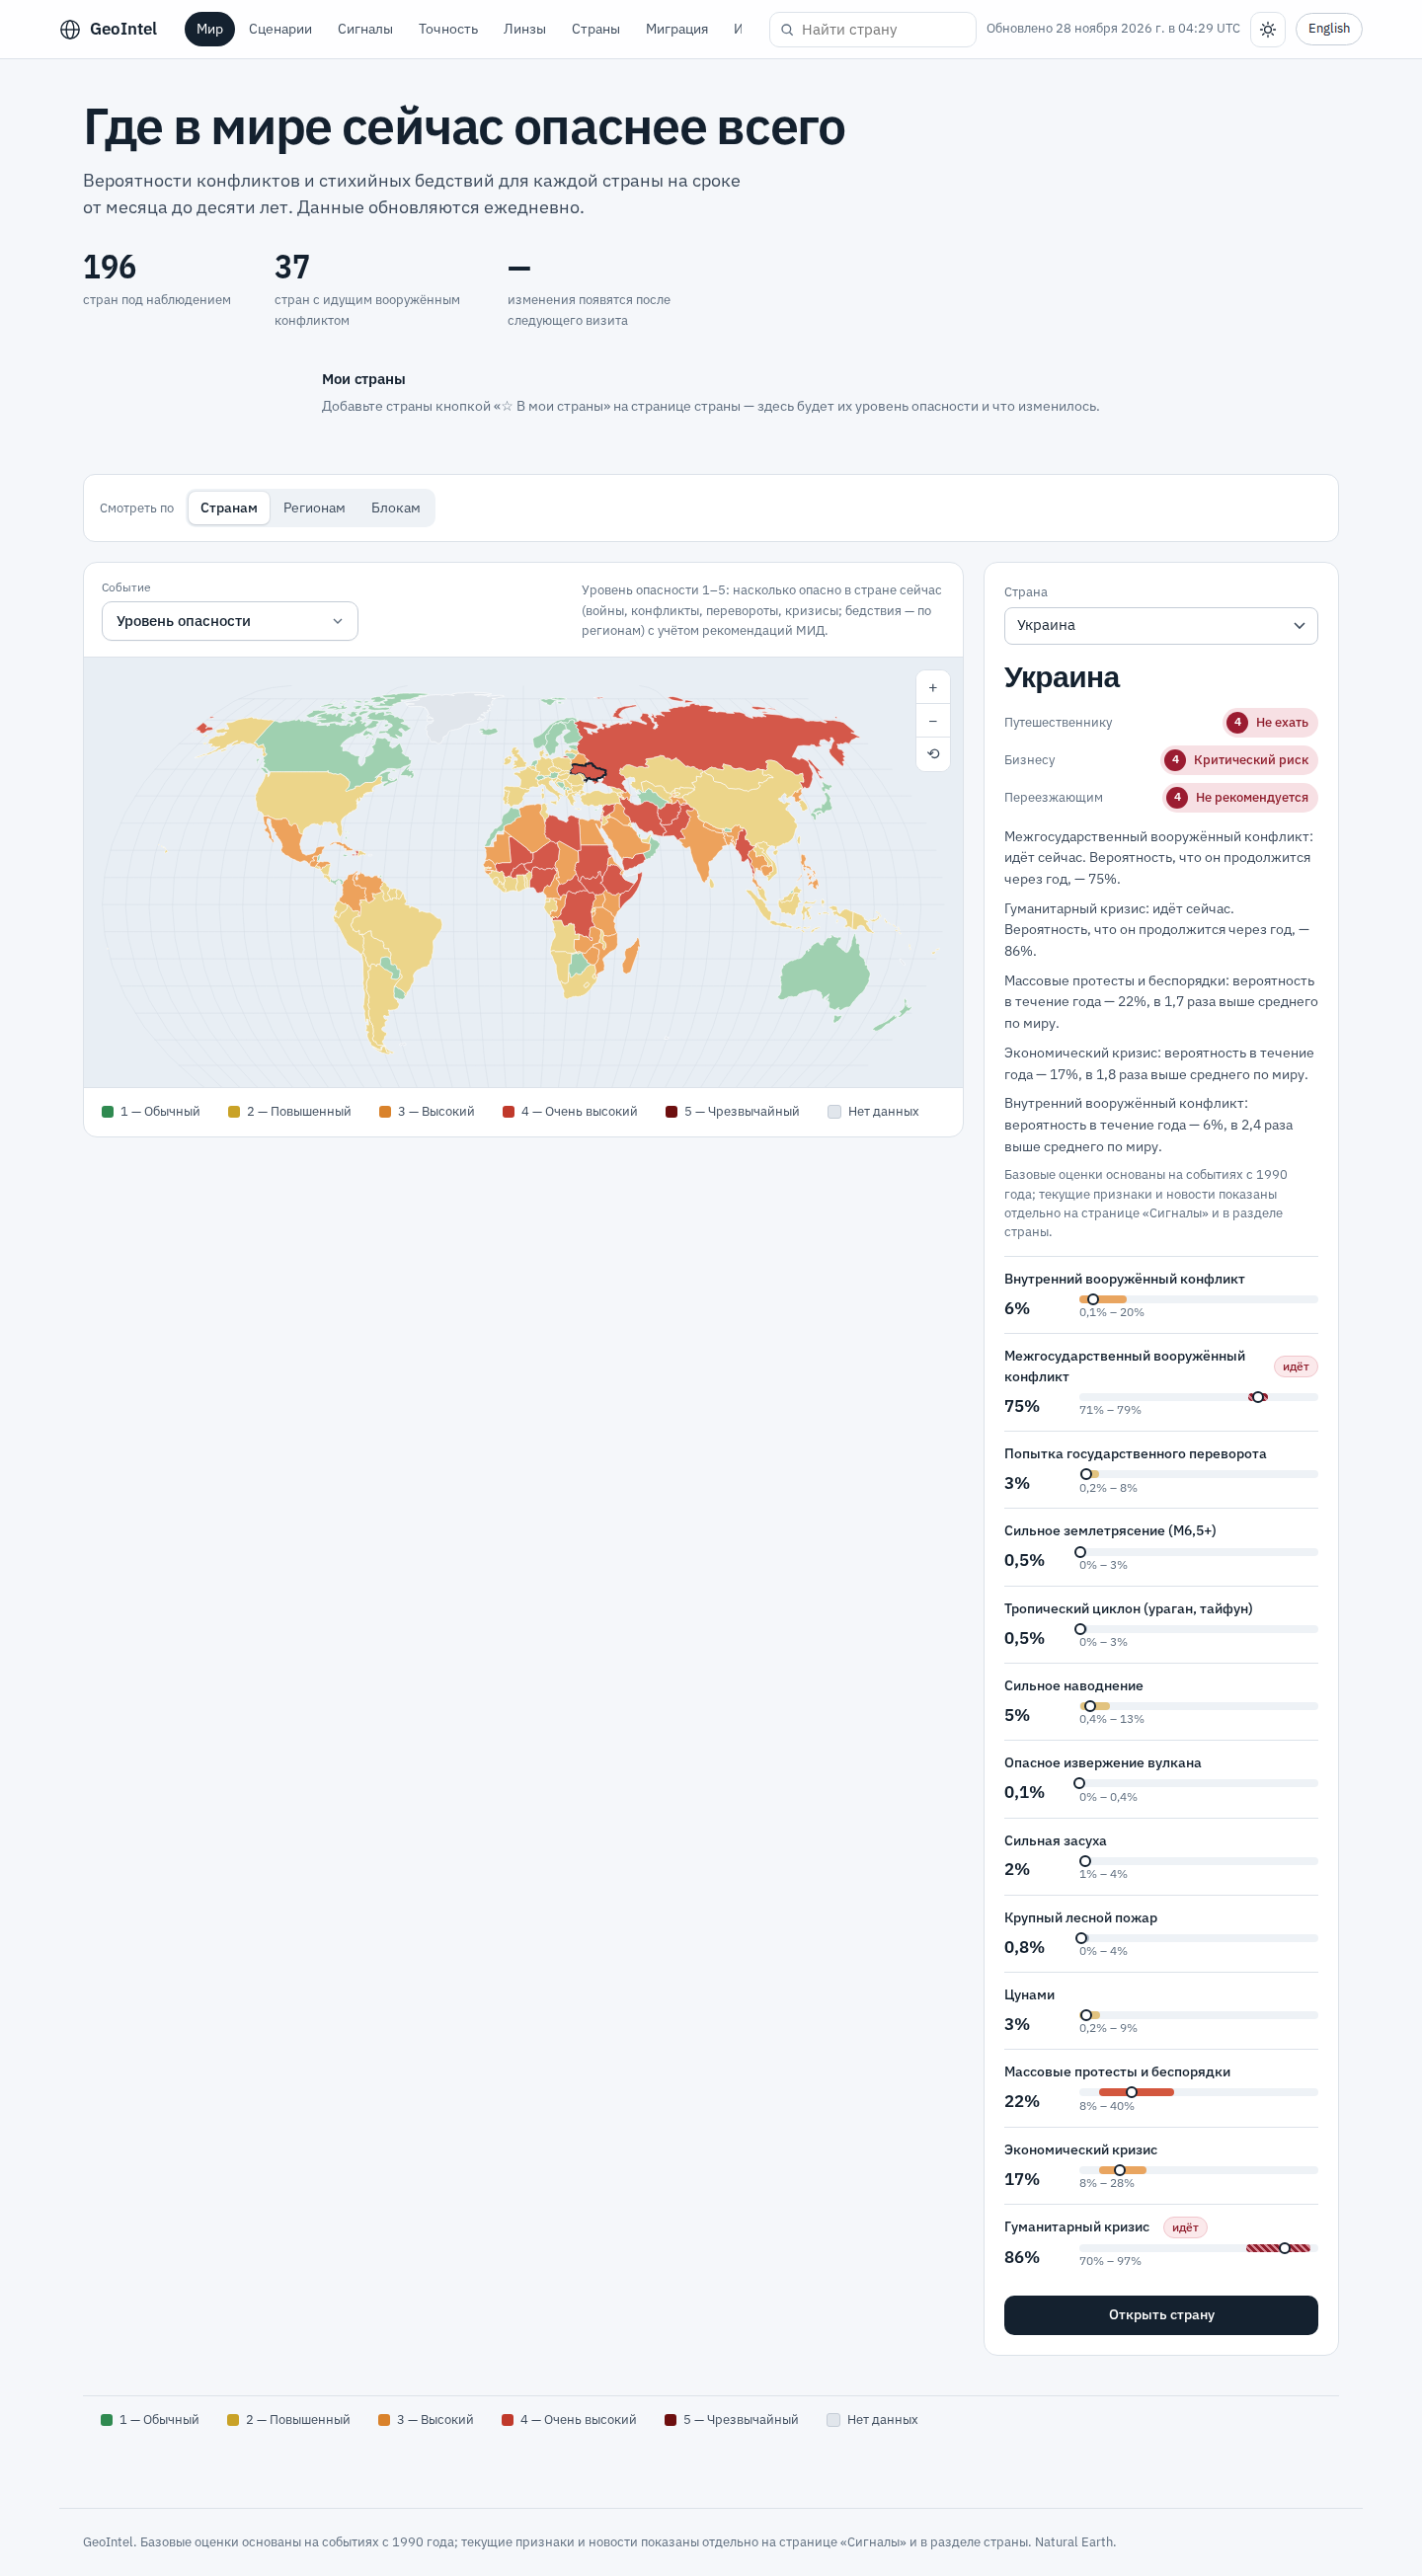 GeoIntel
Мир
Сценарии
Сигналы
Точность
Линзы
Страны
Миграция
И
Найти страну
Обновлено 28 ноября 2026 г. в 04:29 UTC
English
Где в мире сейчас опаснее всего
Вероятности конфликтов и стихийных бедствий для каждой страны на сроке
от месяца до десяти лет. Данные обновляются ежедневно.
196
стран под наблюдением
37
стран с идущим вооружённым
конфликтом
—
изменения появятся после
следующего визита
Мои страны
Добавьте страны кнопкой «☆ В мои страны» на странице страны — здесь будет их уровень опасности и что изменилось.
Смотреть по
Странам
Регионам
Блокам
Событие
Уровень опасности
Уровень опасности 1–5: насколько опасно в стране сейчас
(войны, конфликты, перевороты, кризисы; бедствия — по
регионам) с учётом рекомендаций МИД.
+
−
⟲
1 — Обычный
2 — Повышенный
3 — Высокий
4 — Очень высокий
5 — Чрезвычайный
Нет данных
Страна
Украина
Украина
Путешественнику
4 Не ехать
Бизнесу
4 Критический риск
Переезжающим
4 Не рекомендуется
Межгосударственный вооружённый конфликт:
идёт сейчас. Вероятность, что он продолжится
через год, — 75%.
Гуманитарный кризис: идёт сейчас.
Вероятность, что он продолжится через год, —
86%.
Массовые протесты и беспорядки: вероятность
в течение года — 22%, в 1,7 раза выше среднего
по миру.
Экономический кризис: вероятность в течение
года — 17%, в 1,8 раза выше среднего по миру.
Внутренний вооружённый конфликт:
вероятность в течение года — 6%, в 2,4 раза
выше среднего по миру.
Базовые оценки основаны на событиях с 1990
года; текущие признаки и новости показаны
отдельно на странице «Сигналы» и в разделе
страны.
Внутренний вооружённый конфликт
6%
0,1% – 20%
Межгосударственный вооружённый
конфликт
идёт
75%
71% – 79%
Попытка государственного переворота
3%
0,2% – 8%
Сильное землетрясение (M6,5+)
0,5%
0% – 3%
Тропический циклон (ураган, тайфун)
0,5%
0% – 3%
Сильное наводнение
5%
0,4% – 13%
Опасное извержение вулкана
0,1%
0% – 0,4%
Сильная засуха
2%
1% – 4%
Крупный лесной пожар
0,8%
0% – 4%
Цунами
3%
0,2% – 9%
Массовые протесты и беспорядки
22%
8% – 40%
Экономический кризис
17%
8% – 28%
Гуманитарный кризис
идёт
86%
70% – 97%
Открыть страну
1 — Обычный
2 — Повышенный
3 — Высокий
4 — Очень высокий
5 — Чрезвычайный
Нет данных
GeoIntel. Базовые оценки основаны на событиях с 1990 года; текущие признаки и новости показаны отдельно на странице «Сигналы» и в разделе страны. Natural Earth.